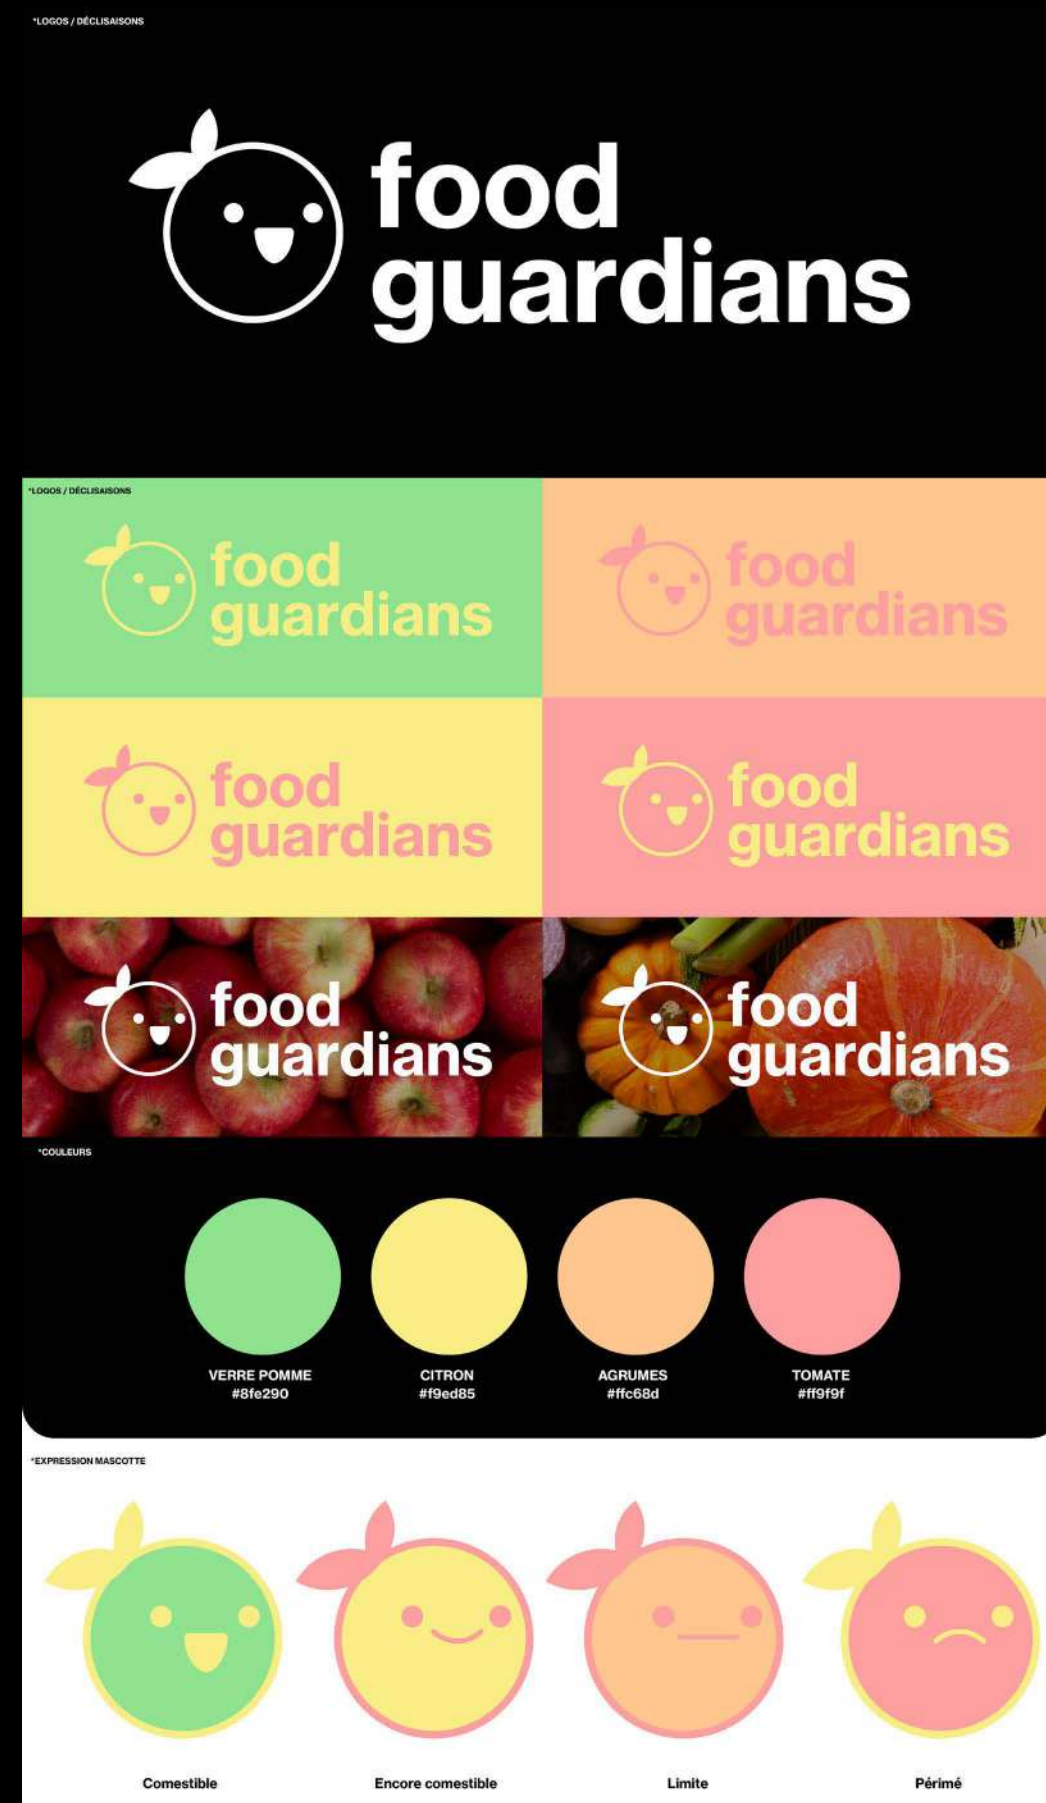 *LOGOS / DÉCLISAISONS
food
guardians
*LOGOS / DÉCLISAISONS
food
guardians
food
guardians
food
guardians
food
guardians
food
guardians
food
guardians
*COULEURS
VERRE POMME
#8fe290
CITRON
#f9ed85
AGRUMES
#ffc68d
TOMATE
#ff9f9f
*EXPRESSION MASCOTTE
Comestible
Encore comestible
Limite
Périmé